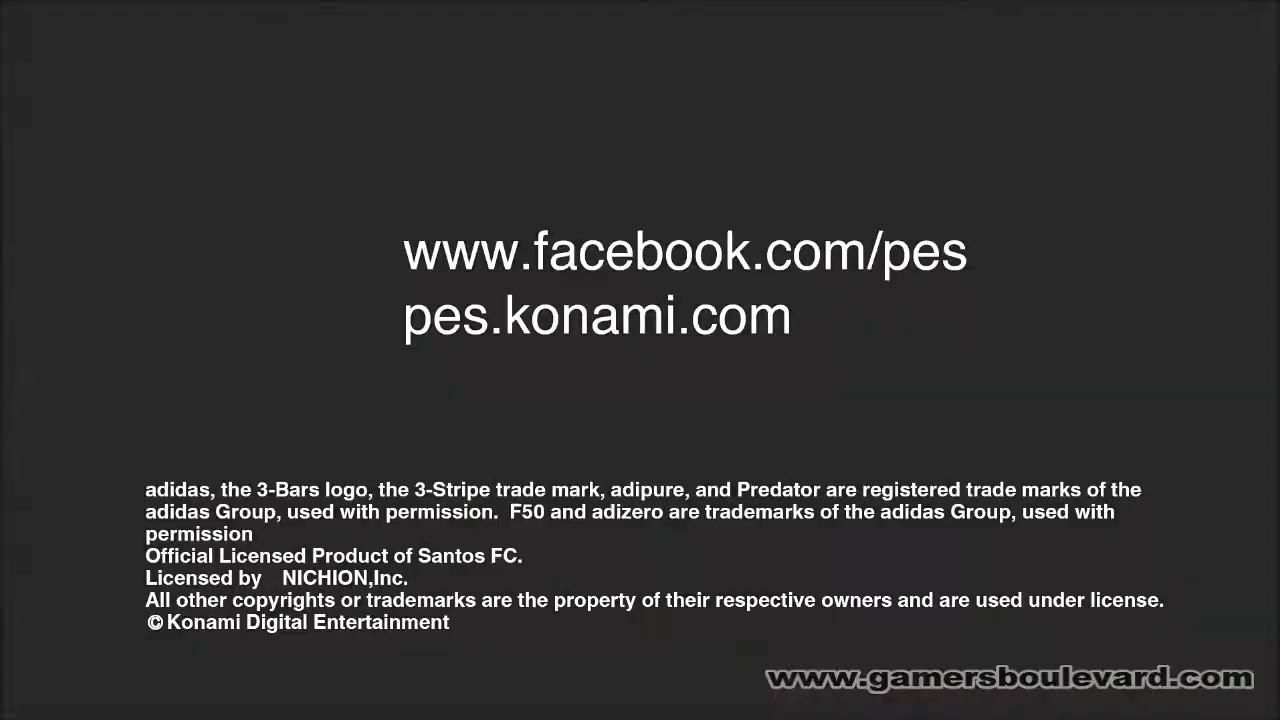 www.facebook.com/pes
pes.konami.com
adidas, the 3-Bars logo, the 3-Stripe trade mark, adipure, and Predator are registered trade marks of the
adidas Group, used with permission.  F50 and adizero are trademarks of the adidas Group, used with
permission
Official Licensed Product of Santos FC.
Licensed by    NICHION,Inc.
All other copyrights or trademarks are the property of their respective owners and are used under license.
©Konami Digital Entertainment
www.gamersboulevard.com